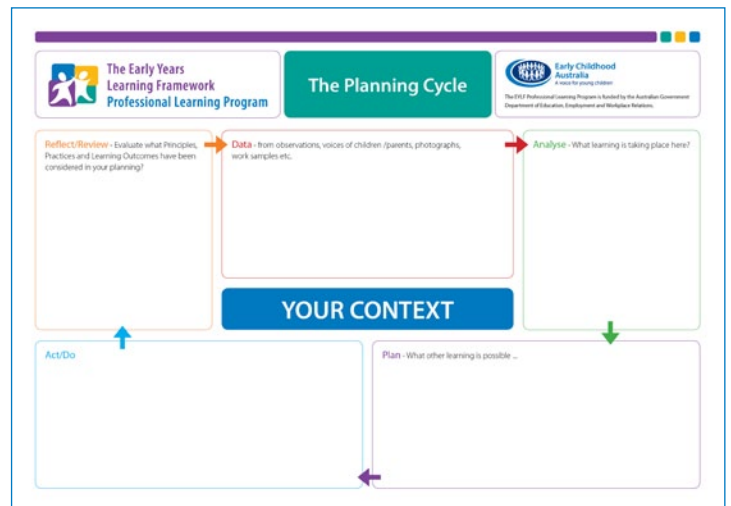 The Early Years
Learning Framework
Professional Learning Program
The Planning Cycle
Early Childhood
Australia
A voice for young children
The EYLF Professional Learning Program is funded by the Australian Government
Department of Education, Employment and Workplace Relations.
Reflect/Review - Evaluate what Principles,
Practices and Learning Outcomes have been
considered in your planning?
Data - from observations, voices of children /parents, photographs,
work samples etc.
Analyse - What learning is taking place here?
YOUR CONTEXT
Act/Do
Plan - What other learning is possible ...